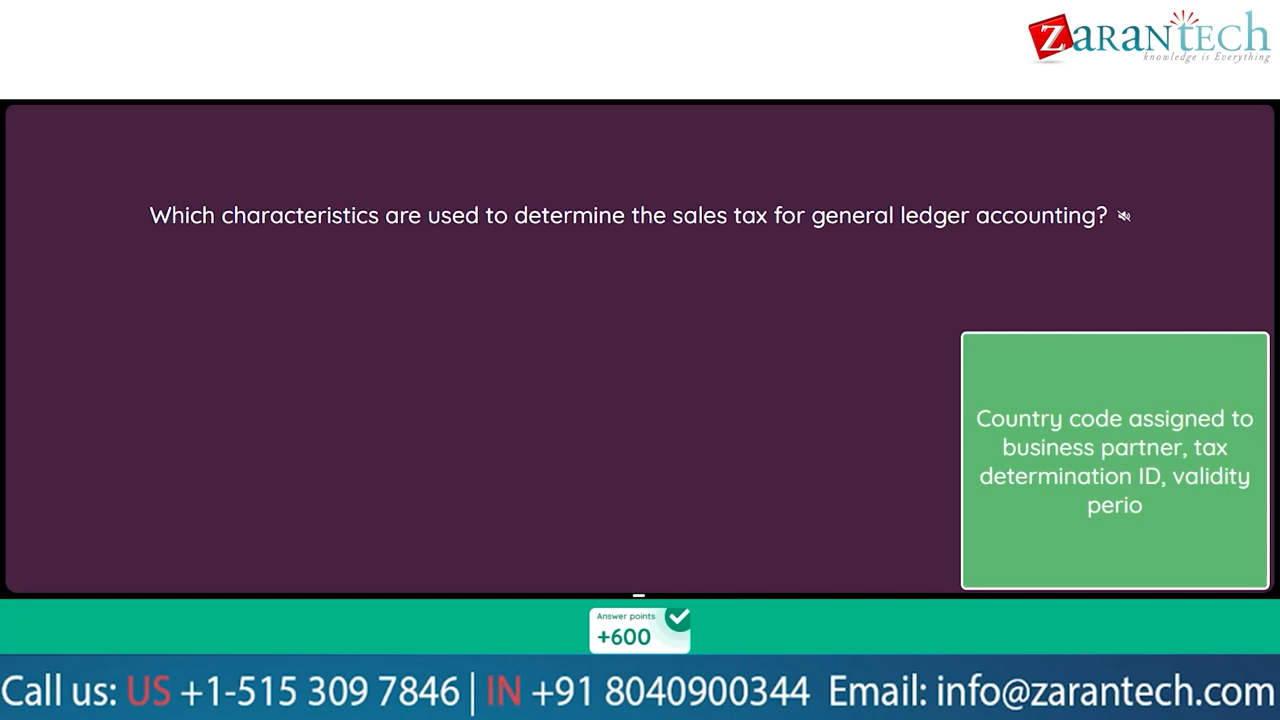 ZARANTECH
knowledge is Everything
Which characteristics are used to determine the sales tax for general ledger accounting?
Country code assigned to
business partner, tax
determination ID, validity
perio
Answer points
+600
Call us: US +1-515 309 7846 | IN +91 8040900344 Email: info@zarantech.com